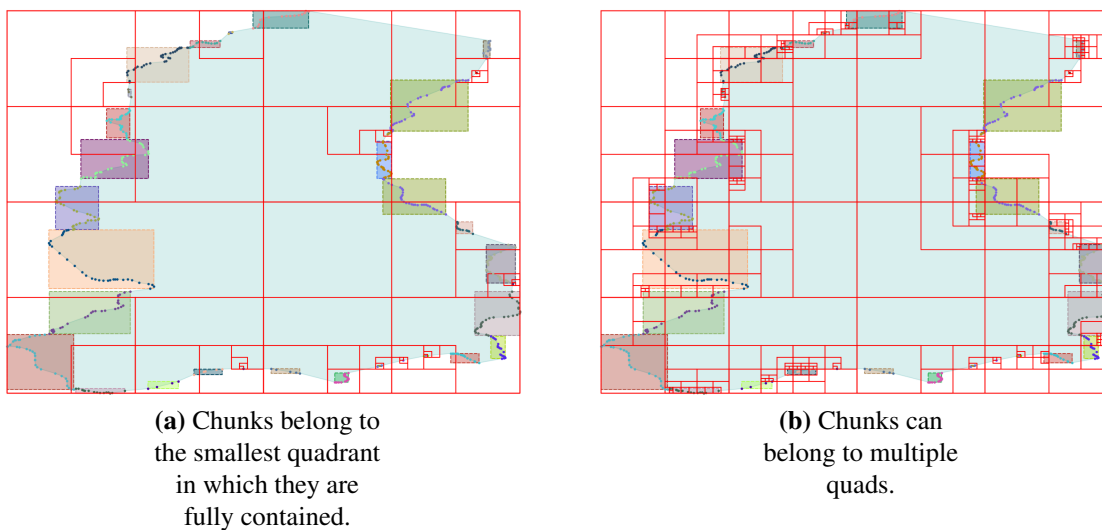 (a) Chunks belong to
the smallest quadrant
in which they are
fully contained.
(b) Chunks can
belong to multiple
quads.